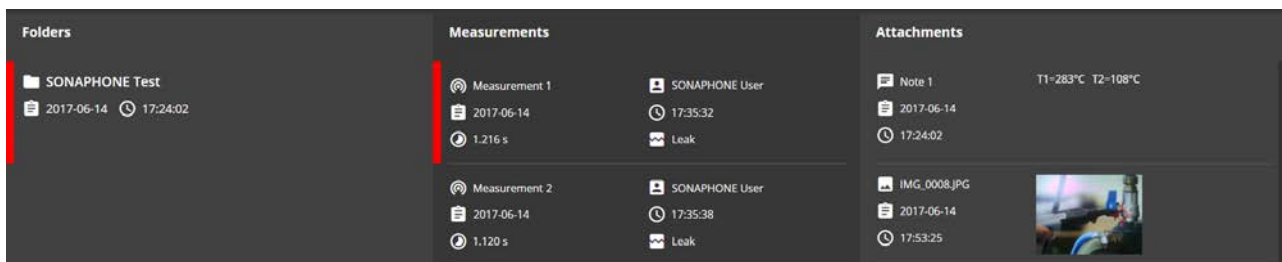 Folders
SONAPHONE Test
2017-06-14 17:24:02
Measurements
Measurement 1 SONAPHONE User
2017-06-14 17:35:32
1.216 s Leak
Measurement 2 SONAPHONE User
2017-06-14 17:35:38
1.120 s Leak
Attachments
Note 1 T1=283°C T2=108°C
2017-06-14
17:24:02
IMG_0008.JPG
2017-06-14
17:53:25